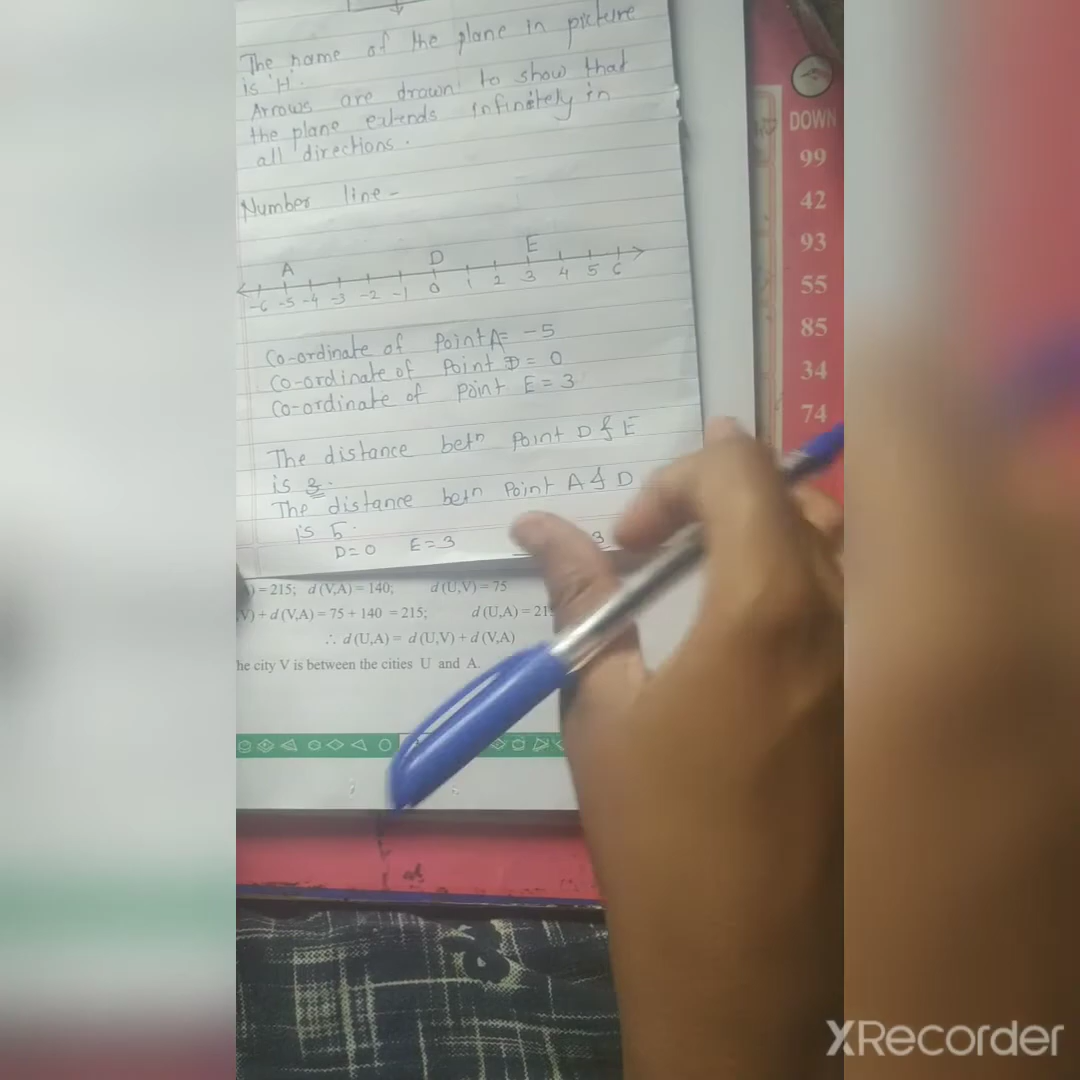 The name of the plane in picture
is 'H'.
Arrows are drawn to show that
the plane extends infinitely in
all directions.
Number line -
A D E
-6 -5 -4 -3 -2 -1 0 1 2 3 4 5 6
Co-ordinate of Point A = -5
Co-ordinate of Point D = 0
Co-ordinate of Point E = 3
The distance betn Point D & E
is 3.
The distance betn Point A & D
is 5.
D=0 E=3
3
) = 215; d(V,A) = 140; d(U,V) = 75
V) + d(V,A) = 75 + 140 = 215; d(U,A) = 21
∴ d(U,A) = d(U,V) + d(V,A)
he city V is between the cities U and A.
DOWN
99
42
93
55
85
34
74
XRecorder